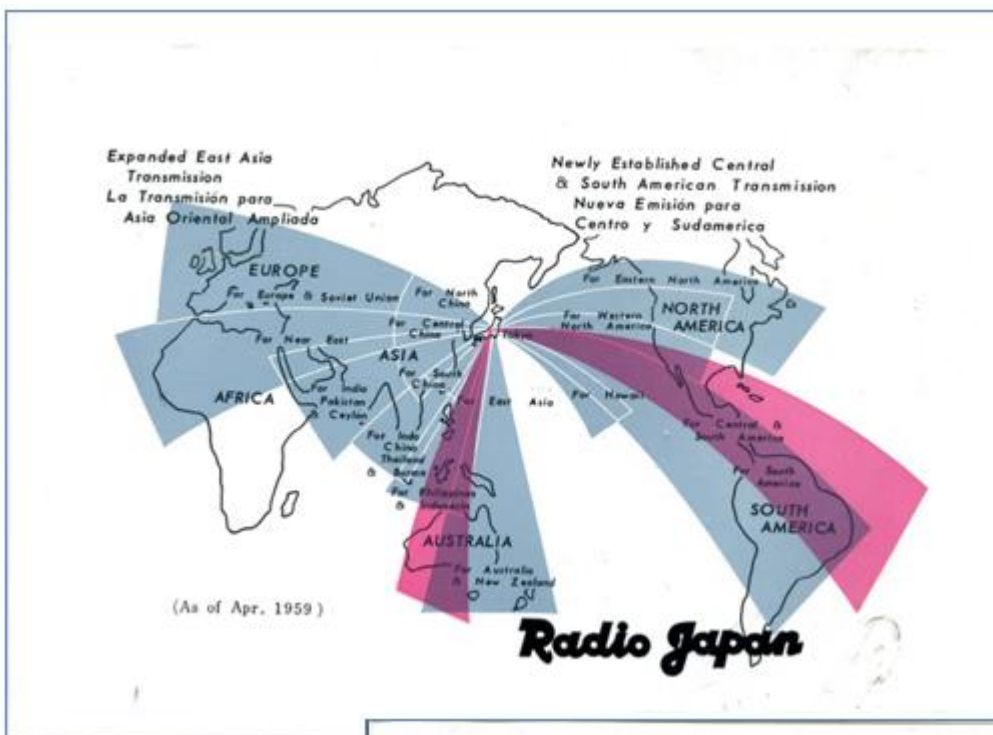 Expanded East Asia
Transmission
La Transmisión para
Asia Oriental Ampliada
Newly Established Central
& South American Transmission
Nueva Emisión para
Centro y Sudamerica
EUROPE
For Europe & Soviet Union
For North
China
For Eastern North America
NORTH
AMERICA
For Western
North America
For Central
China
Tokyo
For Near East
ASIA
AFRICA
For South
China
For India
Pakistan
& Ceylon
For East Asia
For Hawaii
For Indo
China
Thailand
& Burma
For Central &
South America
For South
America
For Philippines
& Indonesia
SOUTH
AMERICA
AUSTRALIA
For Australia
& New Zealand
(As of Apr. 1959)
Radio Japan